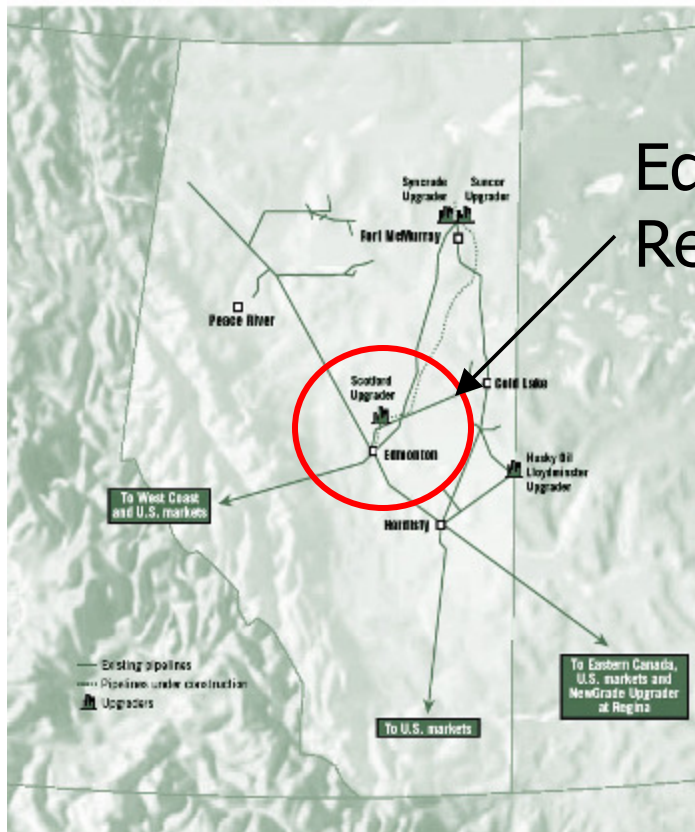 Ed
Re
Syncrude
Upgrader
Suncor
Upgrader
Fort McMurray
Peace River
Scotford
Upgrader
Cold Lake
Edmonton
Husky Oil
Lloydminster
Upgrader
To West Coast
and U.S. markets
Hardisty
Existing pipelines
Pipelines under construction
Upgraders
To Eastern Canada,
U.S. markets and
NewGrade Upgrader
at Regina
To U.S. markets